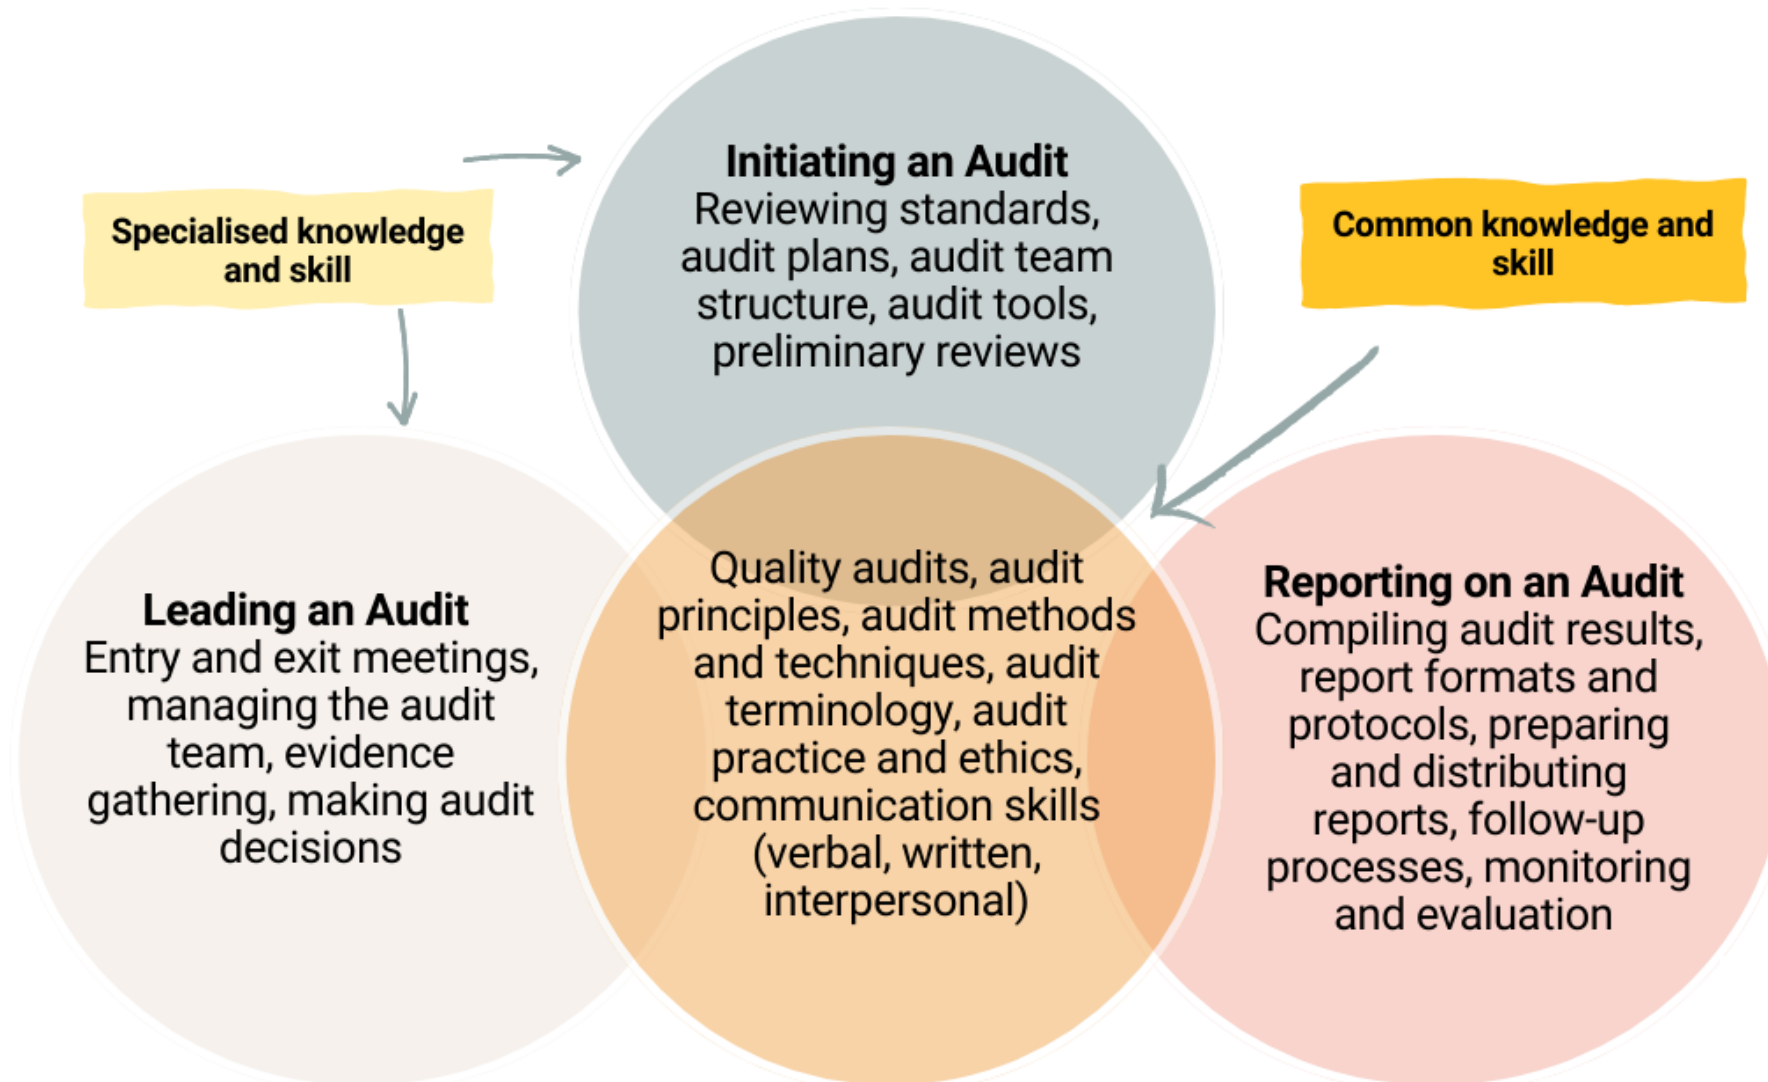 Initiating an Audit
Reviewing standards,
audit plans, audit team
structure, audit tools,
preliminary reviews
Specialised knowledge
and skill
Common knowledge and
skill
Leading an Audit
Entry and exit meetings,
managing the audit
team, evidence
gathering, making audit
decisions
Quality audits, audit
principles, audit methods
and techniques, audit
terminology, audit
practice and ethics,
communication skills
(verbal, written,
interpersonal)
Reporting on an Audit
Compiling audit results,
report formats and
protocols, preparing
and distributing
reports, follow-up
processes, monitoring
and evaluation